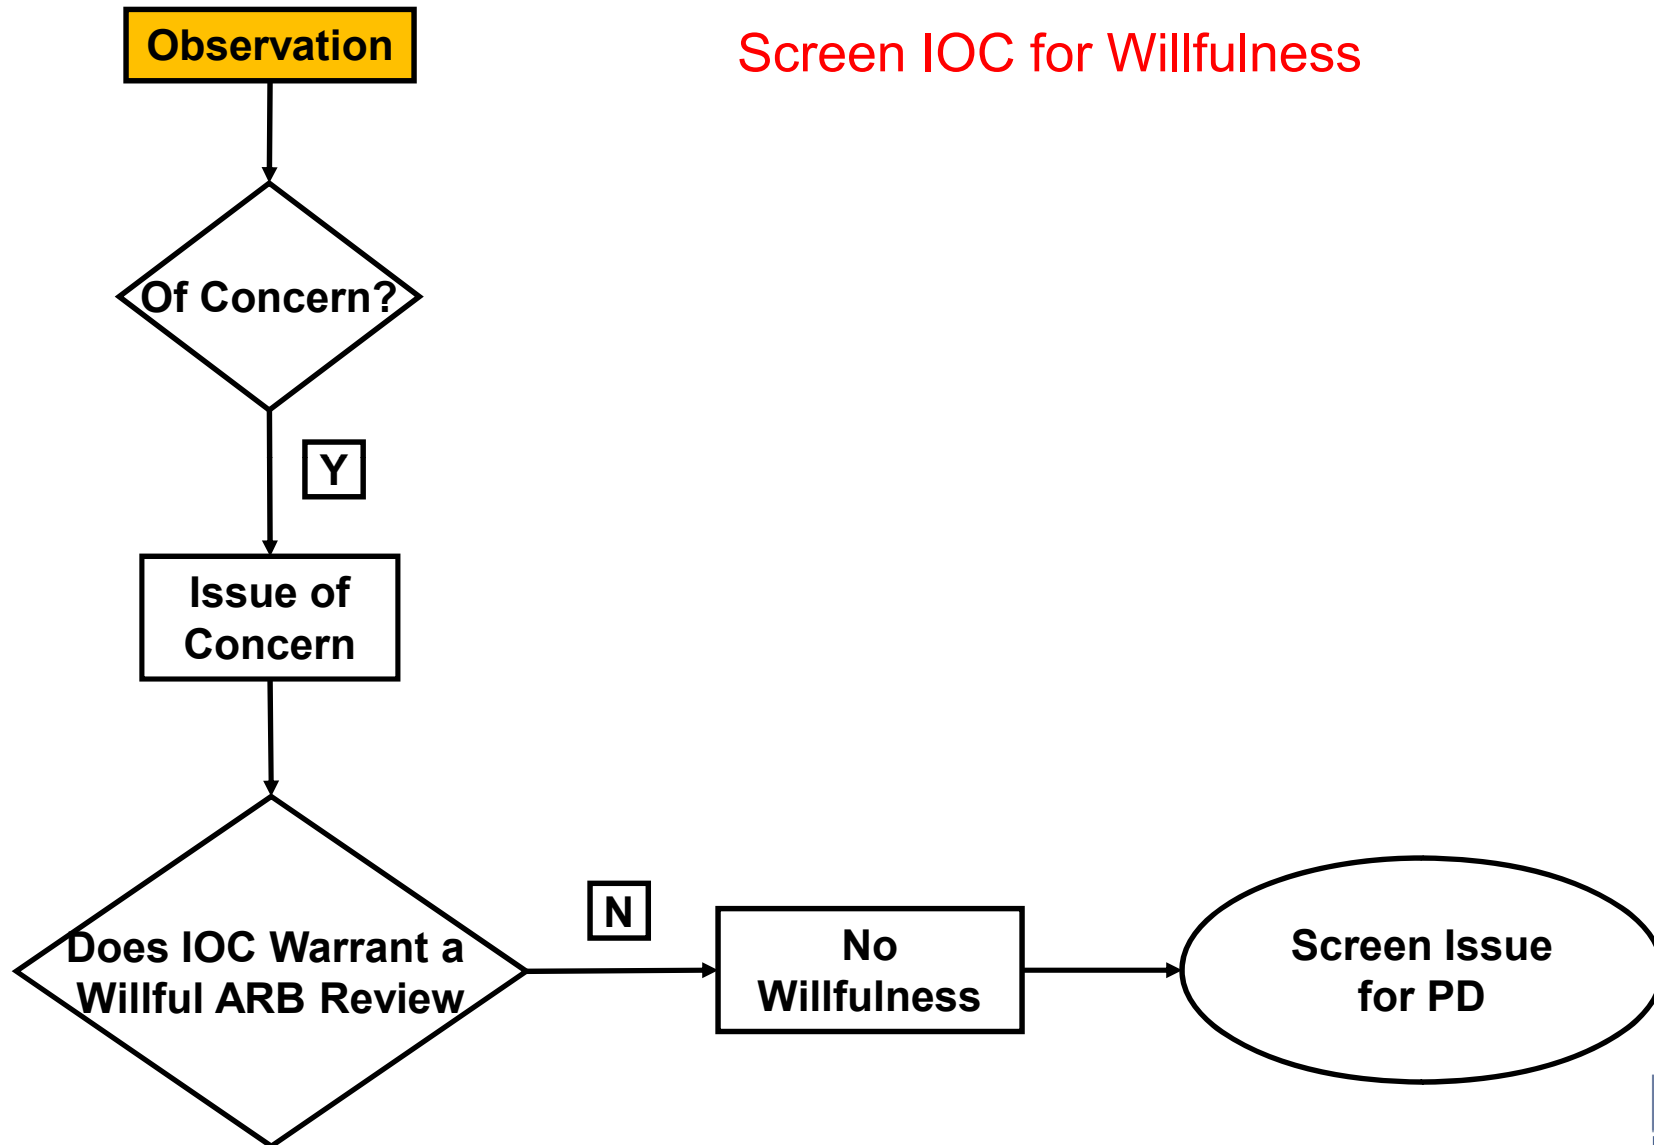 Observation
Screen IOC for Willfulness
Of Concern?
Y
Issue of
Concern
Does IOC Warrant a
Willful ARB Review
N
No
Willfulness
Screen Issue
for PD